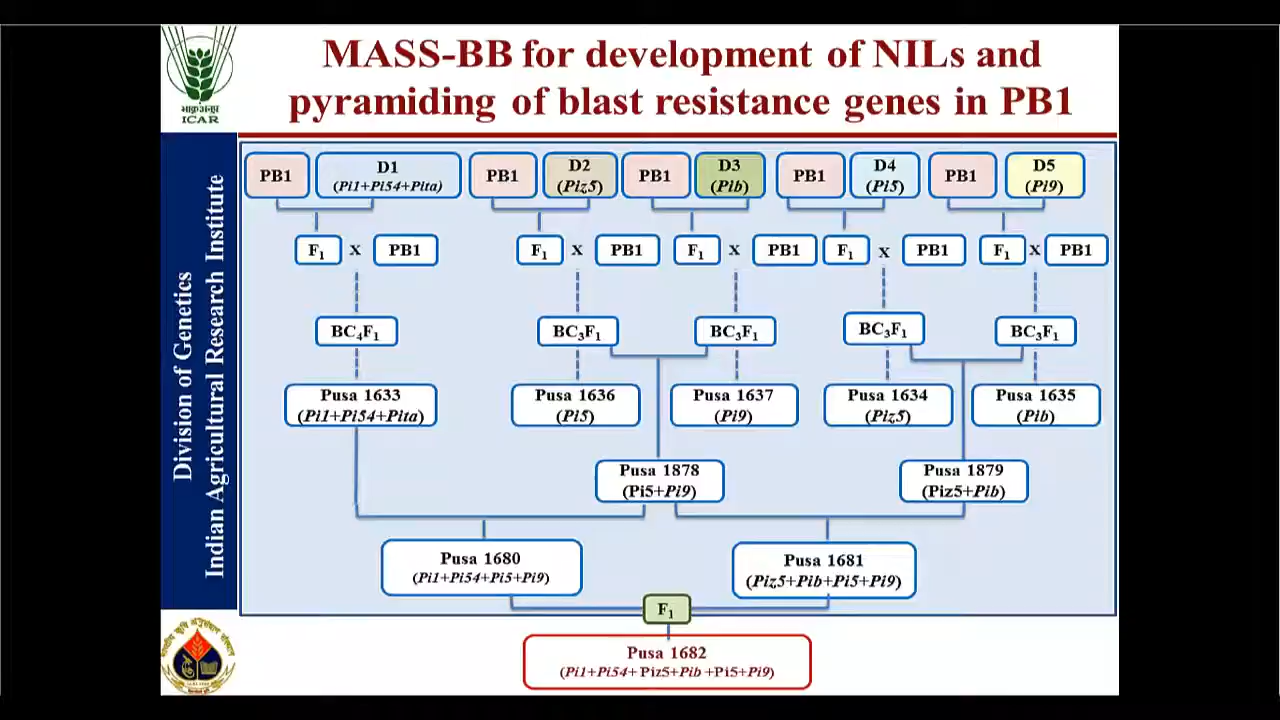 MASS-BB for development of NILs and
pyramiding of blast resistance genes in PB1
भाकृअनुप
ICAR
Division of Genetics
Indian Agricultural Research Institute
PB1
D1
(Pi1+Pi54+Pita)
PB1
D2
(Piz5)
PB1
D3
(Pib)
PB1
D4
(Pi5)
PB1
D5
(Pi9)
F1 X PB1
F1 X PB1
F1 X PB1
F1 X PB1
F1 X PB1
BC4F1
BC3F1
BC3F1
BC3F1
BC3F1
Pusa 1633
(Pi1+Pi54+Pita)
Pusa 1636
(Pi5)
Pusa 1637
(Pi9)
Pusa 1634
(Piz5)
Pusa 1635
(Pib)
Pusa 1878
(Pi5+Pi9)
Pusa 1879
(Piz5+Pib)
Pusa 1680
(Pi1+Pi54+Pi5+Pi9)
Pusa 1681
(Piz5+Pib+Pi5+Pi9)
F1
Pusa 1682
(Pi1+Pi54+ Piz5+Pib +Pi5+Pi9)